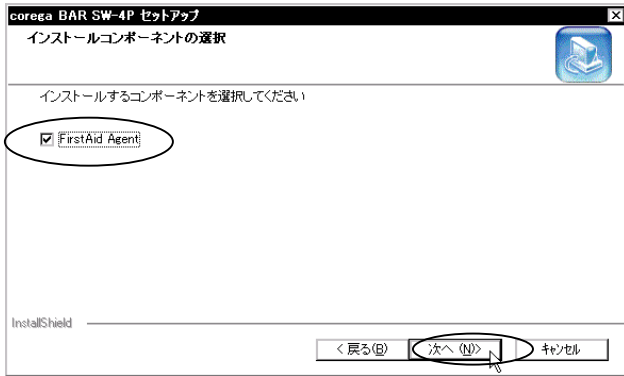 corega BAR SW-4P セットアップ
インストールコンポーネントの選択
インストールするコンポーネントを選択してください
FirstAid Agent
InstallShield
< 戻る(B) 次へ (N)> キャンセル